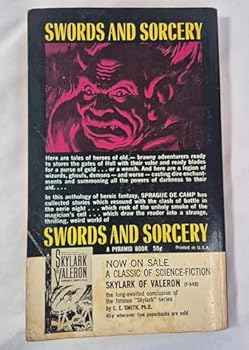 SWORDS AND SORCERY
Here are tales of heroes of old,— brawny adventurers ready
to storm the gates of Hell with their valor and ready blades
for a purse of gold . . . or a wench. And here are a legion of
wizards, ghouls, demons — and worse — casting dire enchant-
ments and summoning all the powers of darkness to their
aid. . . .
In this anthology of heroic fantasy, SPRAGUE DE CAMP has
collected stories which resound with the clash of battle in
the eerie night . . . which reek of the unholy smoke of the
magician's cell . . . which draw the reader into a strange,
thrilling, weird world of
SWORDS AND SORCERY
A PYRAMID BOOK 50¢ Printed in U.S.A.
SKYLARK
VALERON
NOW ON SALE
A CLASSIC OF SCIENCE-FICTION
SKYLARK OF VALERON (F-948)
the long-awaited conclusion of
the famous "Skylark" series
by E. E. SMITH, Ph.D.
40¢ wherever fine paperbacks are sold